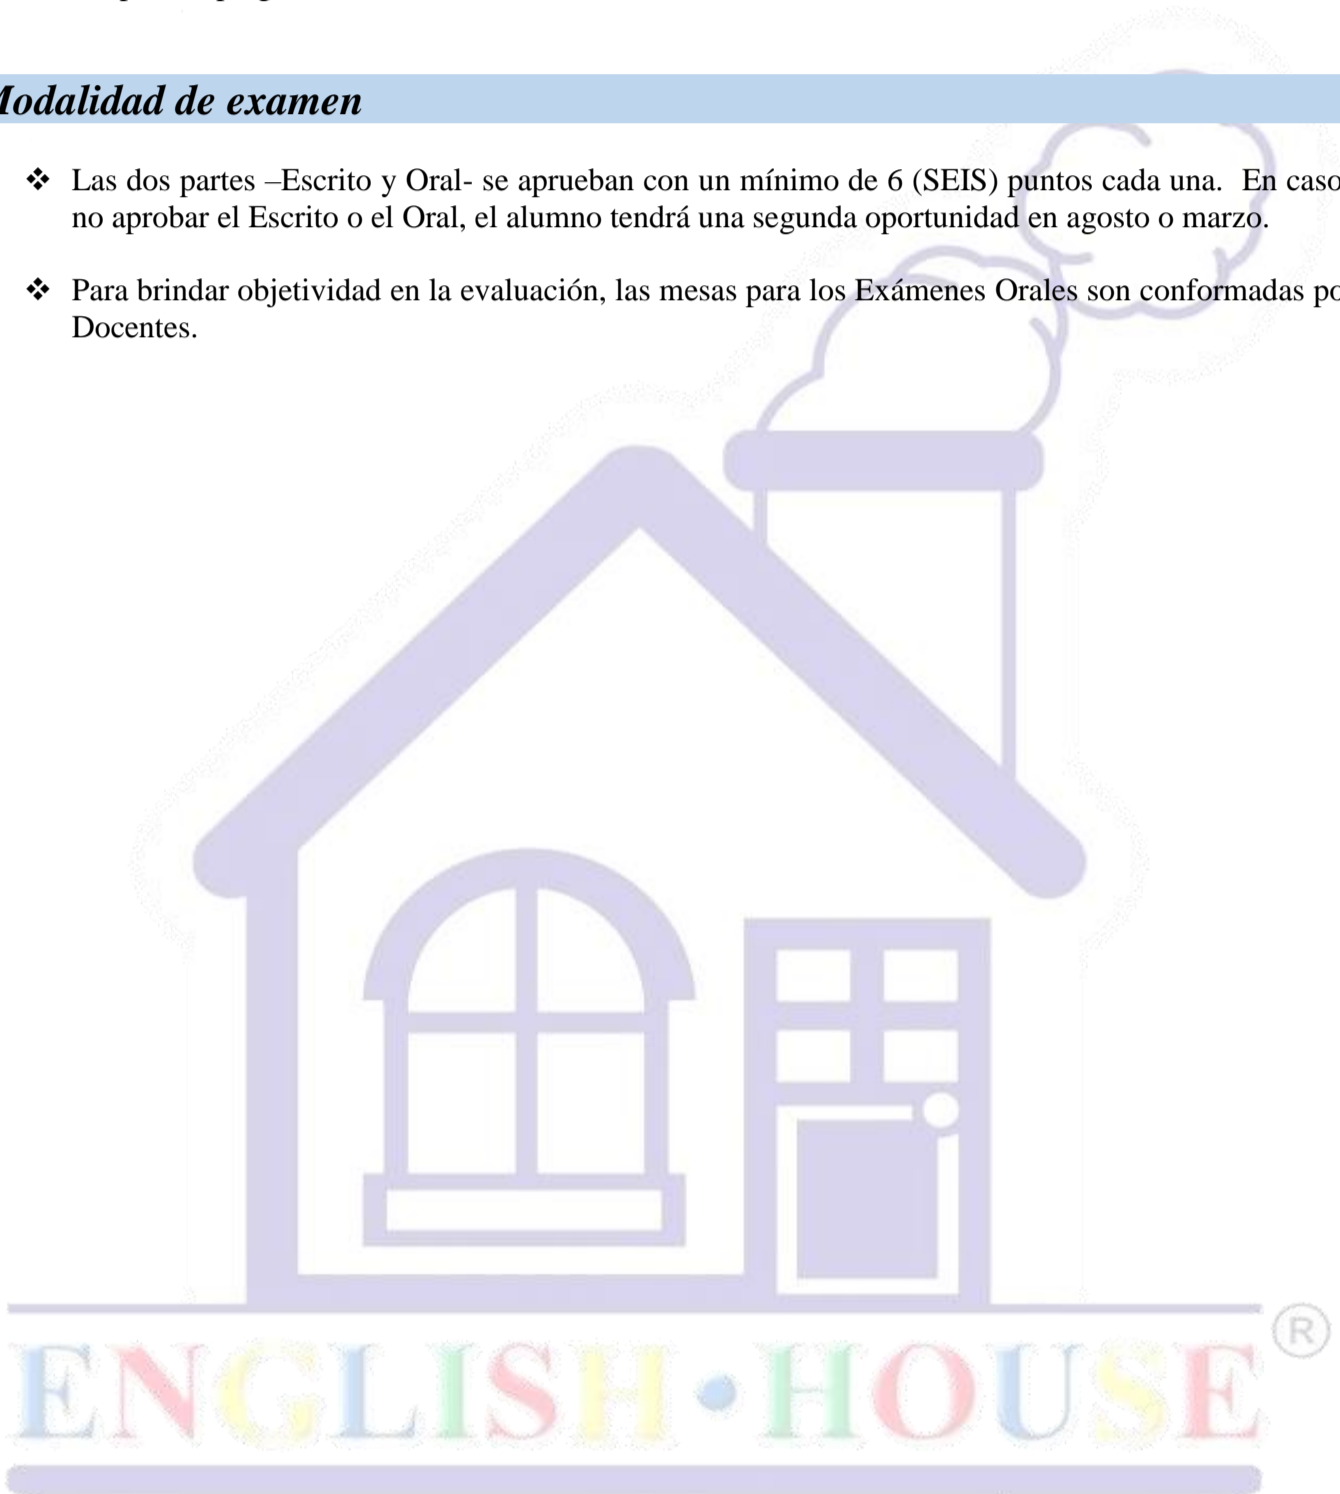 Modalidad de examen
❖ Las dos partes –Escrito y Oral- se aprueban con un mínimo de 6 (SEIS) puntos cada una. En caso
no aprobar el Escrito o el Oral, el alumno tendrá una segunda oportunidad en agosto o marzo.
❖ Para brindar objetividad en la evaluación, las mesas para los Exámenes Orales son conformadas
Docentes.
ENGLISH • HOUSE ®